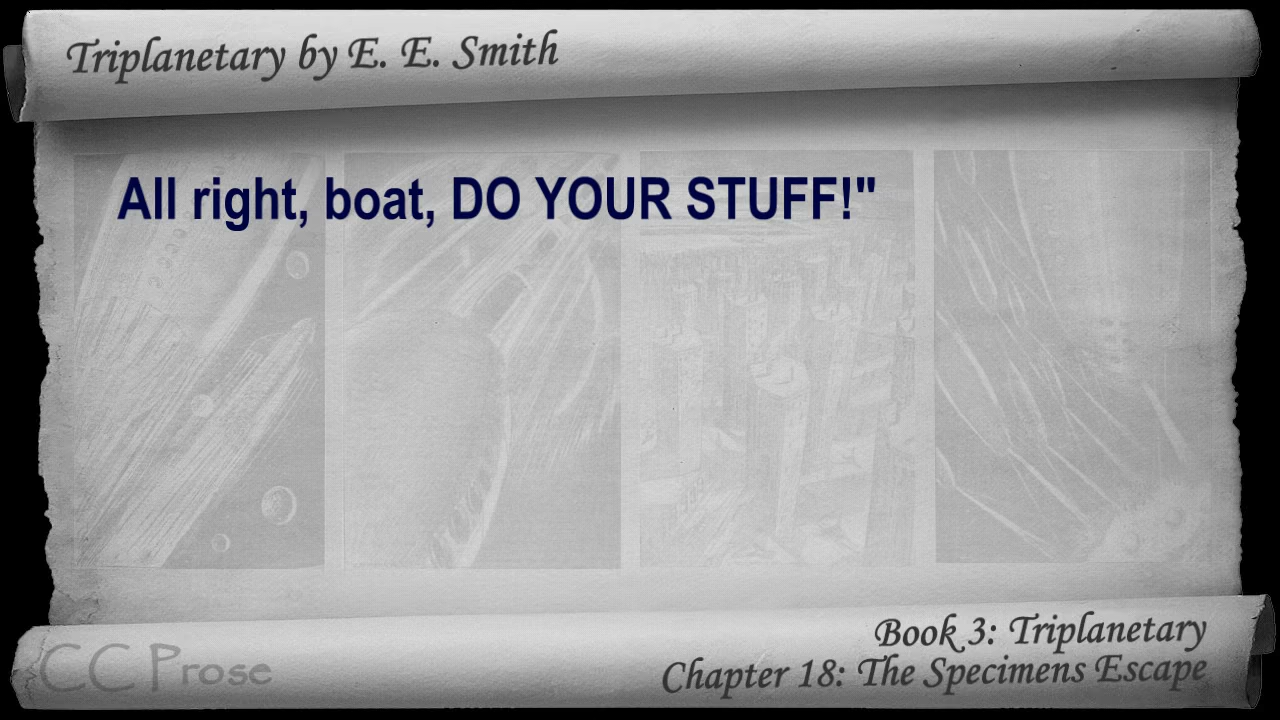 Triplanetary by E. E. Smith
All right, boat, DO YOUR STUFF!"
Book 3: Triplanetary
Chapter 18: The Specimens Escape
CC Prose